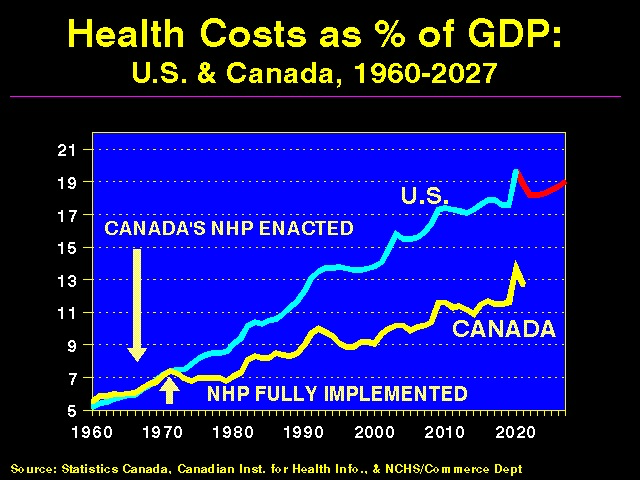 Health Costs as % of GDP:
U.S. & Canada, 1960-2027
21
19
17
15
13
11
9
7
5
U.S.
CANADA'S NHP ENACTED
CANADA
NHP FULLY IMPLEMENTED
1960 1970 1980 1990 2000 2010 2020
Source: Statistics Canada, Canadian Inst. for Health Info., & NCHS/Commerce Dept